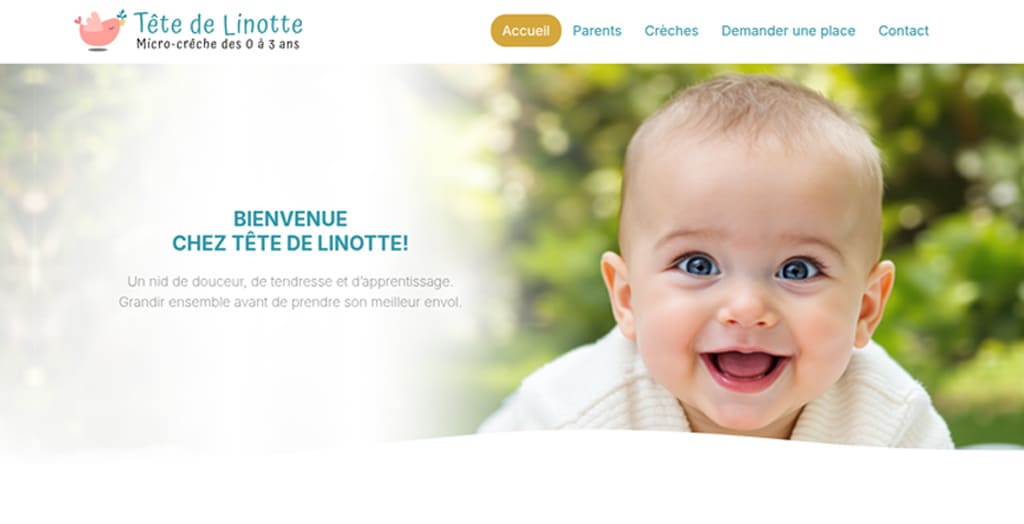 Tête de Linotte
Micro-crêche des 0 à 3 ans
Accueil
Parents
Crèches
Demander une place
Contact
BIENVENUE
CHEZ TÊTE DE LINOTTE!
Un nid de douceur, de tendresse et d'apprentissage.
Grandir ensemble avant de prendre son meilleur envol.